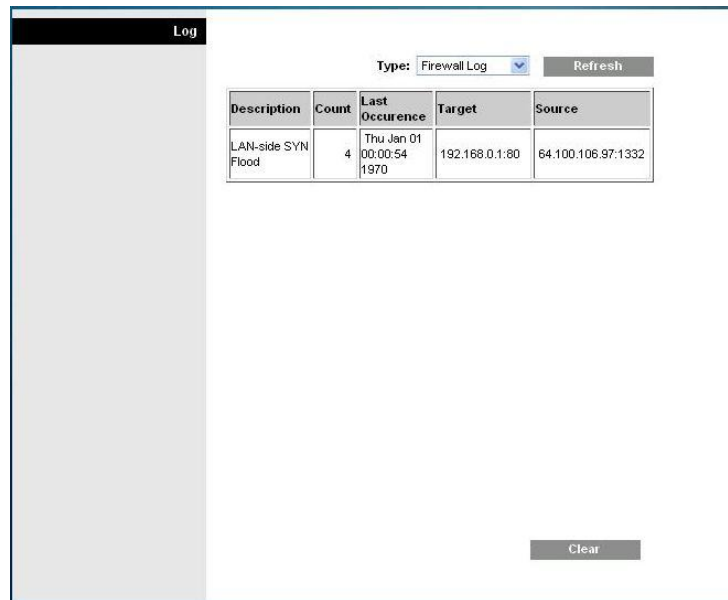 Log
Type: Firewall Log Refresh
Description Count Last Occurence Target Source
LAN-side SYN Flood 4 Thu Jan 01 00:00:54 1970 192.168.0.1:80 64.100.106.97:1332
Clear